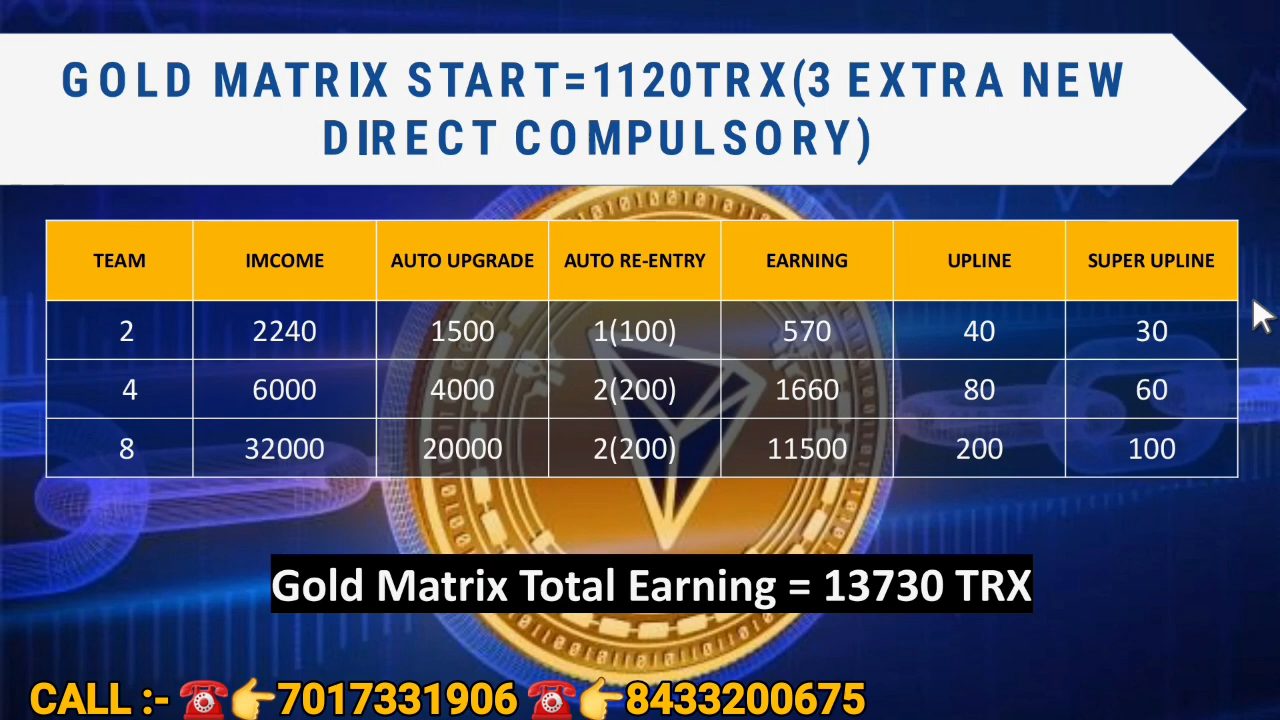 GOLD MATRIX START=1120TRX(3 EXTRA NEW
DIRECT COMPULSORY)
TEAM IMCOME AUTO UPGRADE AUTO RE-ENTRY EARNING UPLINE SUPER UPLINE
2 2240 1500 1(100) 570 40 30
4 6000 4000 2(200) 1660 80 60
8 32000 20000 2(200) 11500 200 100
Gold Matrix Total Earning = 13730 TRX
CALL :- ☎️👉7017331906 ☎️👉8433200675